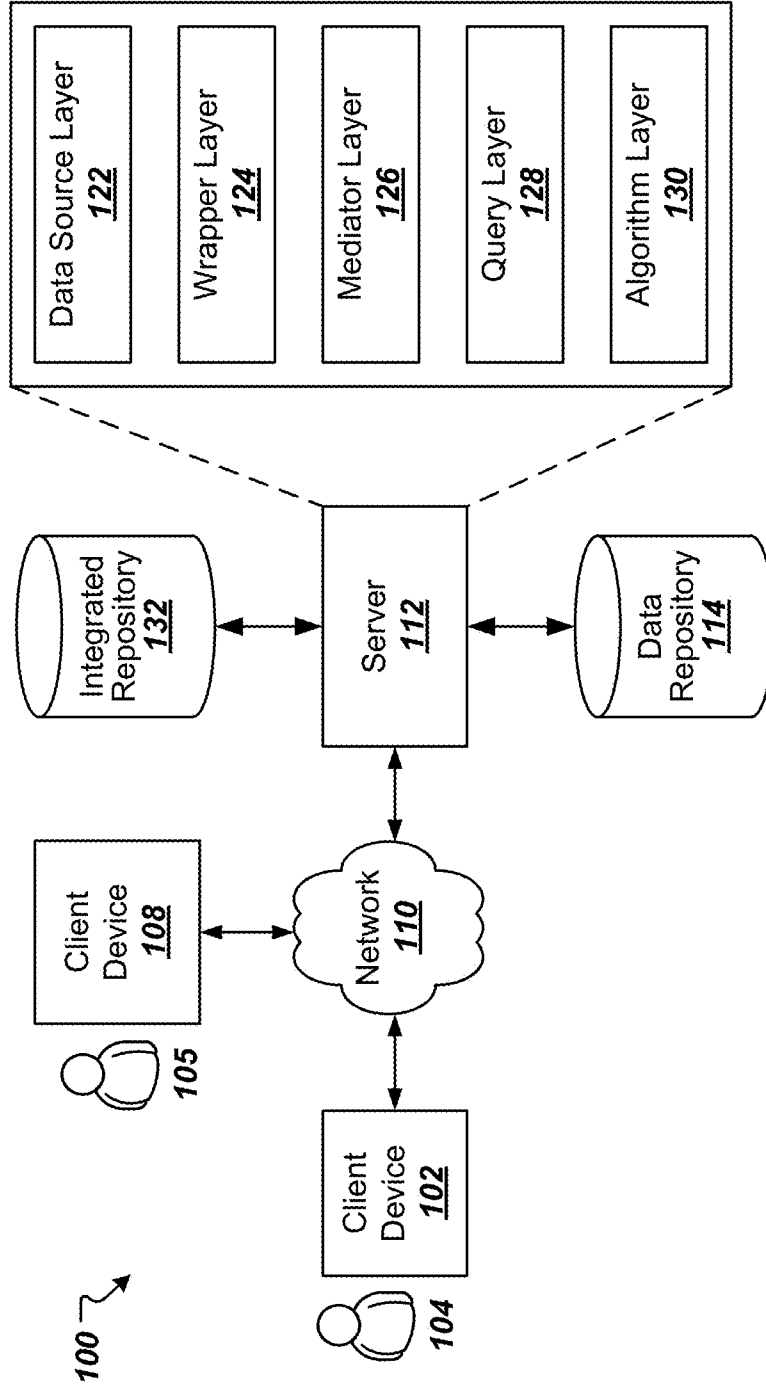 100
104
Client
Device
102
105
Client
Device
108
Network
110
Integrated
Repository
132
Server
112
Data
Repository
114
Data Source Layer
122
Wrapper Layer
124
Mediator Layer
126
Query Layer
128
Algorithm Layer
130